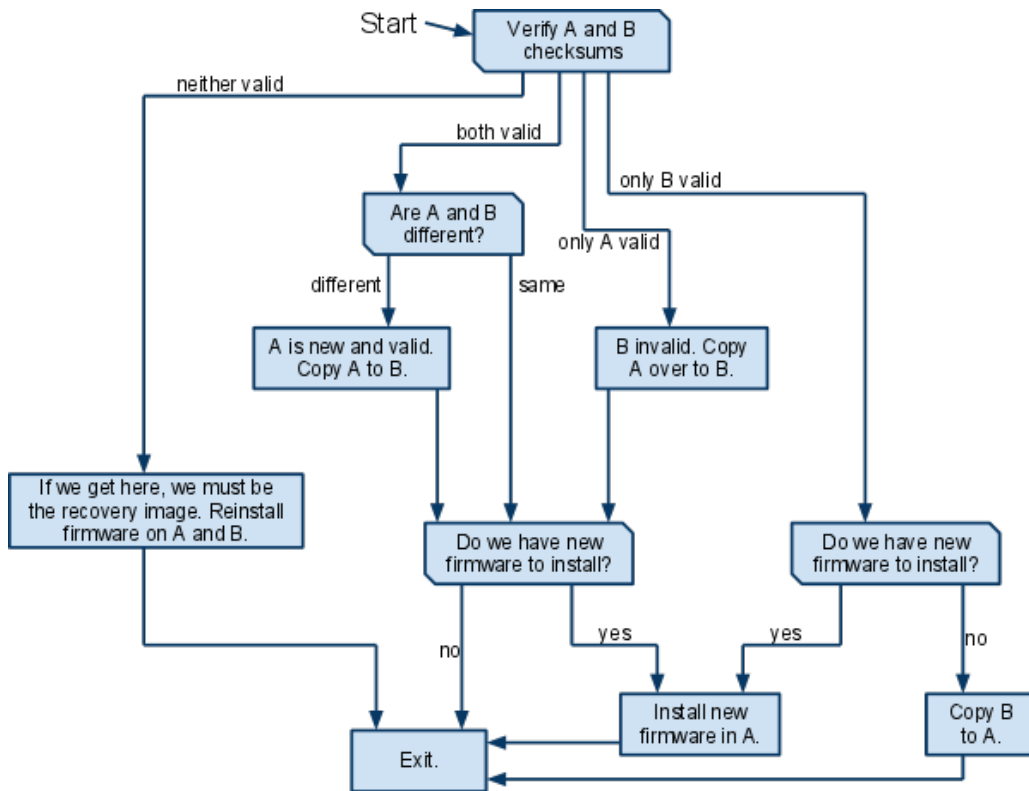 Start
Verify A and B
checksums
neither valid
both valid
only B valid
Are A and B
different?
only A valid
different
same
A is new and valid.
Copy A to B.
B invalid. Copy
A over to B.
If we get here, we must be
the recovery image. Reinstall
firmware on A and B.
Do we have new
firmware to install?
Do we have new
firmware to install?
no
yes
yes
no
Install new
firmware in A.
Copy B
to A.
Exit.